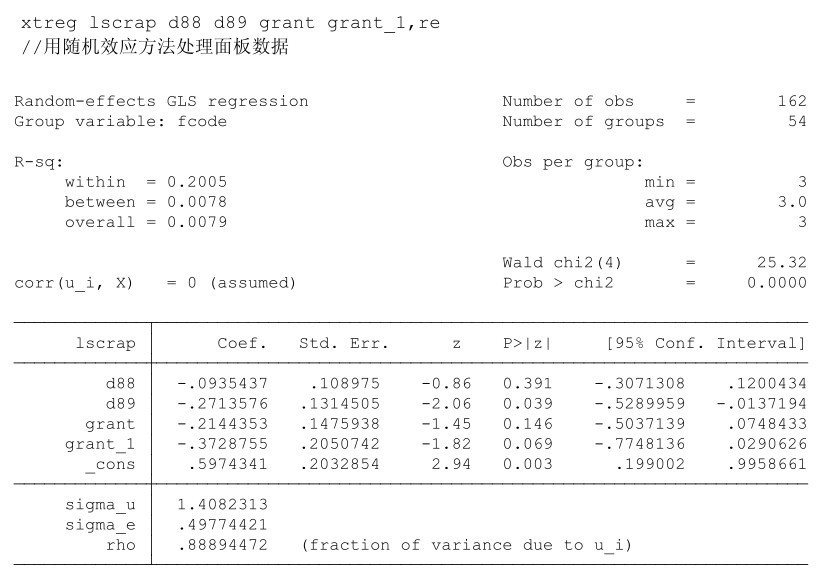 xtreg lscrap d88 d89 grant grant_1,re
//用随机效应方法处理面板数据
Random-effects GLS regression Number of obs = 162
Group variable: fcode Number of groups = 54
R-sq: Obs per group:
within = 0.2005 min = 3
between = 0.0078 avg = 3.0
overall = 0.0079 max = 3
Wald chi2(4) = 25.32
corr(u_i, X) = 0 (assumed) Prob > chi2 = 0.0000
lscrap Coef. Std. Err. z P>|z| [95% Conf. Interval]
d88 -.0935437 .108975 -0.86 0.391 -.3071308 .1200434
d89 -.2713576 .1314505 -2.06 0.039 -.5289959 -.0137194
grant -.2144353 .1475938 -1.45 0.146 -.5037139 .0748433
grant_1 -.3728755 .2050742 -1.82 0.069 -.7748136 .0290626
_cons .5974341 .2032854 2.94 0.003 .199002 .9958661
sigma_u 1.4082313
sigma_e .49774421
rho .88894472 (fraction of variance due to u_i)